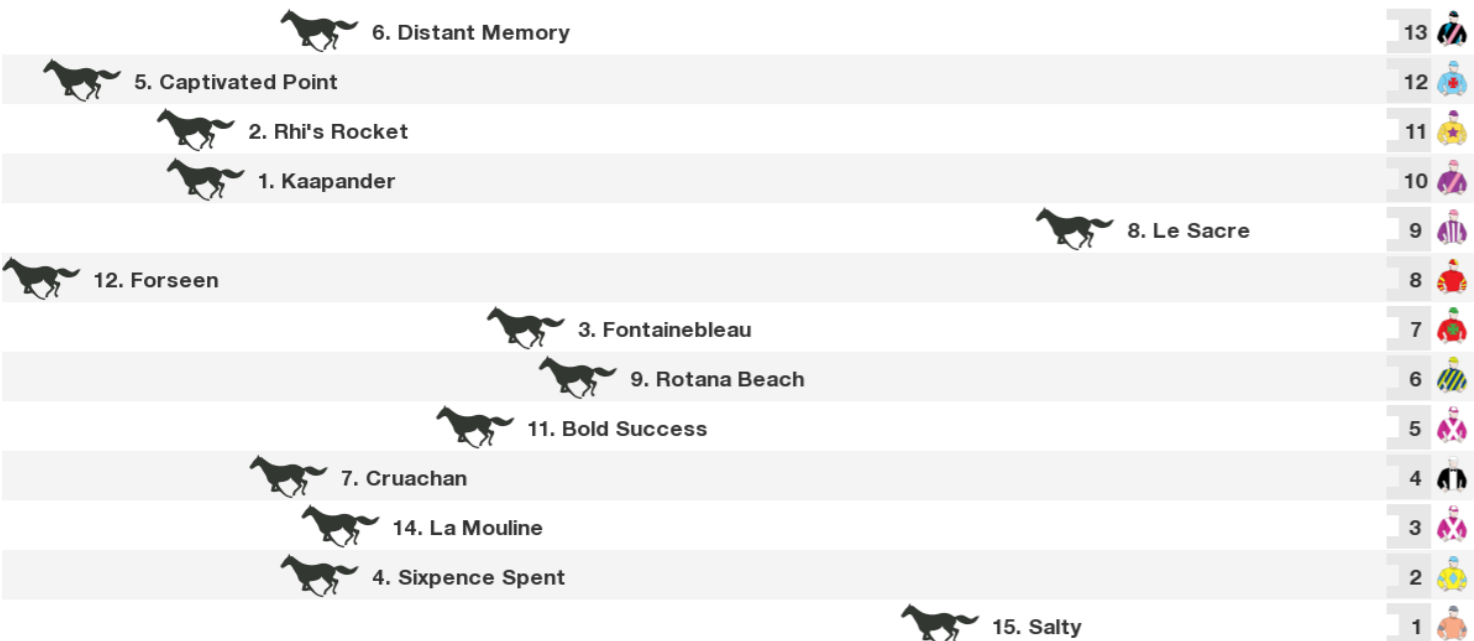 6. Distant Memory 13
5. Captivated Point 12
2. Rhi's Rocket 11
1. Kaapander 10
8. Le Sacre 9
12. Forseen 8
3. Fontainebleau 7
9. Rotana Beach 6
11. Bold Success 5
7. Cruachan 4
14. La Mouline 3
4. Sixpence Spent 2
15. Salty 1